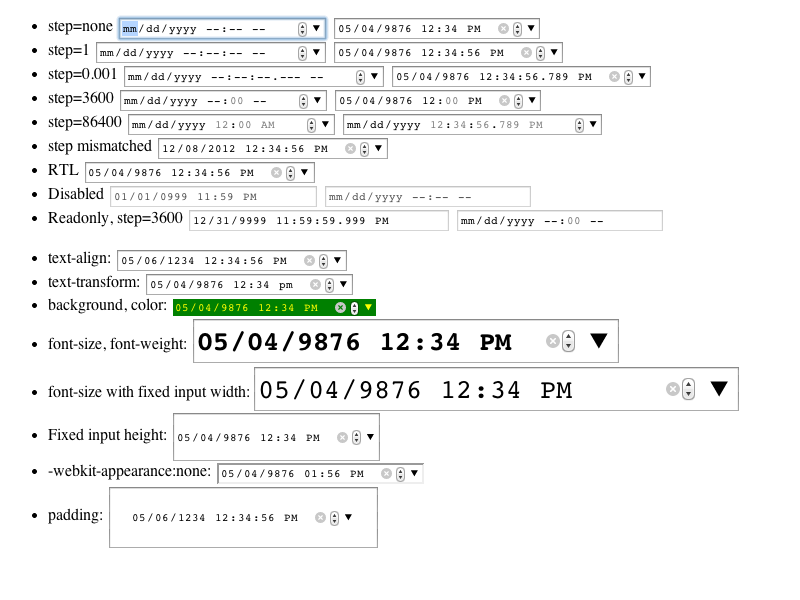 step=none mm/dd/yyyy --:-- -- 05/04/9876 12:34 PM
step=1 mm/dd/yyyy --:--:-- -- 05/04/9876 12:34:56 PM
step=0.001 mm/dd/yyyy --:--:--.--- -- 05/04/9876 12:34:56.789 PM
step=3600 mm/dd/yyyy --:00 -- 05/04/9876 12:00 PM
step=86400 mm/dd/yyyy 12:00 AM mm/dd/yyyy 12:34:56.789 PM
step mismatched 12/08/2012 12:34:56 PM
RTL 05/04/9876 12:34:56 PM
Disabled 01/01/0999 11:59 PM mm/dd/yyyy --:-- --
Readonly, step=3600 12/31/9999 11:59:59.999 PM mm/dd/yyyy --:00 --
text-align: 05/06/1234 12:34:56 PM
text-transform: 05/04/9876 12:34 pm
background, color: 05/04/9876 12:34 PM
font-size, font-weight: 05/04/9876 12:34 PM
font-size with fixed input width: 05/04/9876 12:34 PM
Fixed input height: 05/04/9876 12:34 PM
-webkit-appearance:none: 05/04/9876 01:56 PM
padding: 05/06/1234 12:34:56 PM